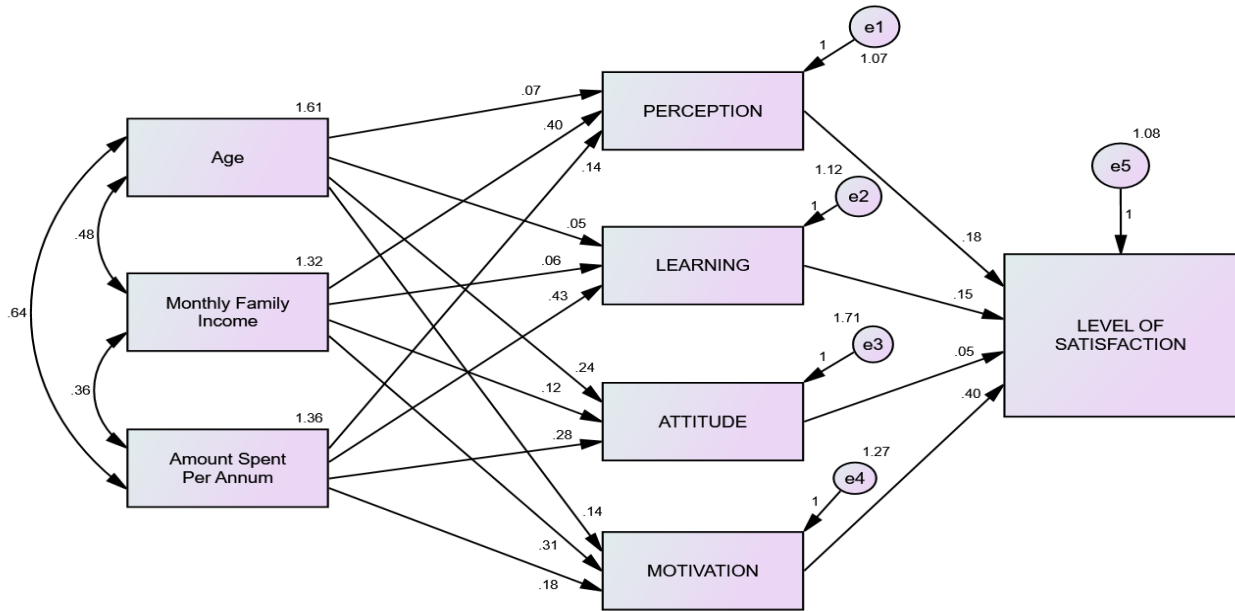 e1
1
1.07
1.61
.07
PERCEPTION
.40
Age
.14
1.08
e5
1
1.12
e2
1
.48
.05
.18
1.32
.06
LEARNING
Monthly Family
Income
.43
.15
LEVEL OF
SATISFACTION
.64
1.71
e3
1
.36
.24
.05
.12
1.36
ATTITUDE
.40
.28
Amount Spent
Per Annum
1.27
e4
1
.14
.31
MOTIVATION
.18